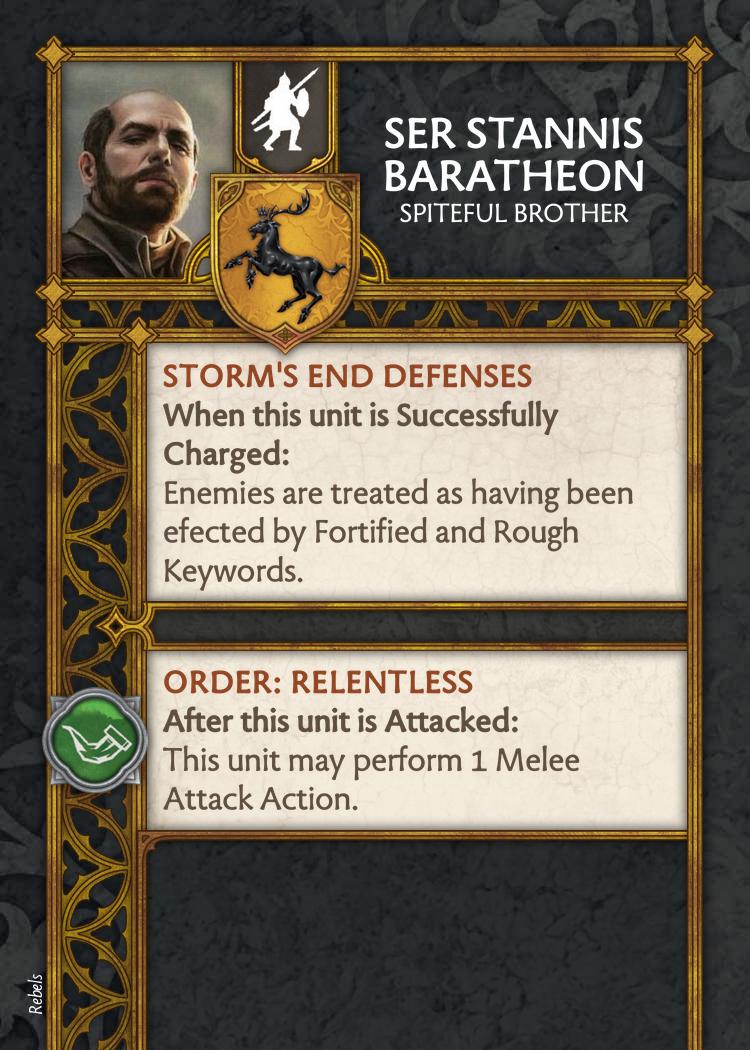 SER STANNIS
BARATHEON
SPITEFUL BROTHER
STORM'S END DEFENSES
When this unit is Successfully
Charged:
Enemies are treated as having been
efected by Fortified and Rough
Keywords.
ORDER: RELENTLESS
After this unit is Attacked:
This unit may perform 1 Melee
Attack Action.
Rebels